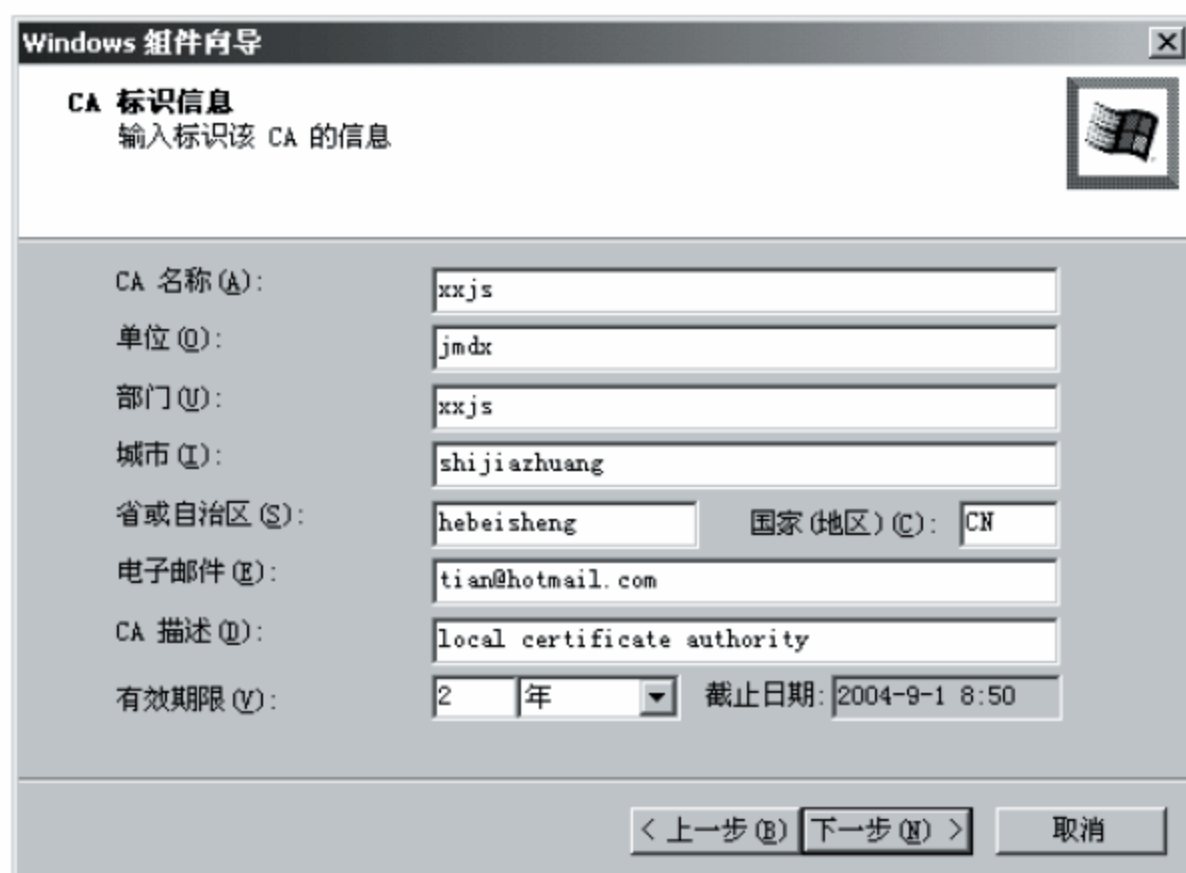 Windows 组件向导
CA 标识信息
输入标识该 CA 的信息
CA 名称(A): xxjs
单位(O): jmdx
部门(U): xxjs
城市(I): shijiazhuang
省或自治区(S): hebeisheng 国家(地区)(C): CN
电子邮件(E): tian@hotmail.com
CA 描述(D): local certificate authority
有效期限(V): 2 年 截止日期: 2004-9-1 8:50
< 上一步(B) 下一步(N) > 取消